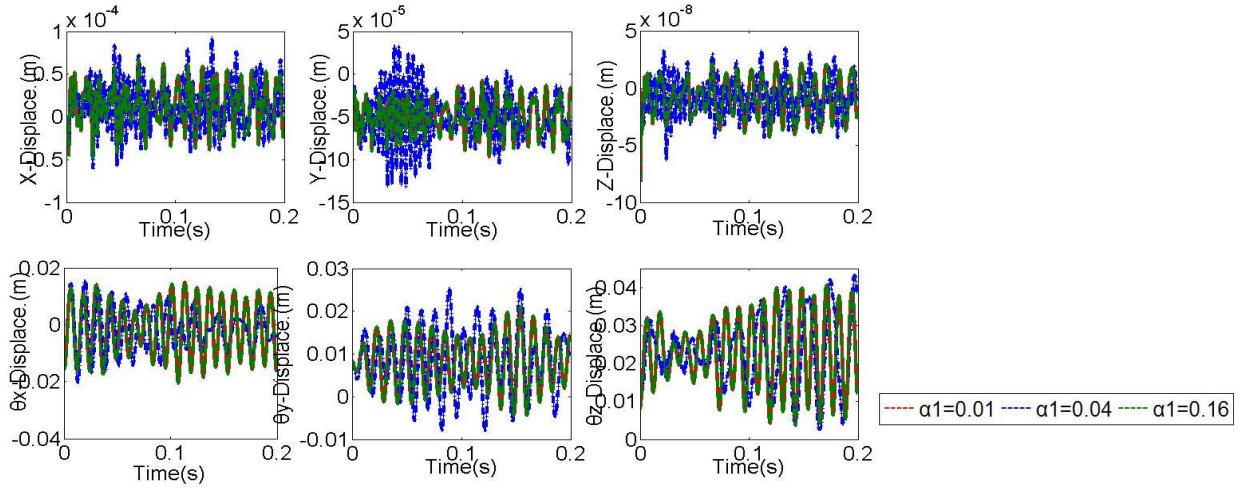 x 10⁻⁴
1
0.5
0
-0.5
-1
X-Displace.(m)
0 0.1 0.2
Time(s)
x 10⁻⁵
5
0
-5
-10
-15
Y-Displace.(m)
0 0.1 0.2
Time(s)
x 10⁻⁸
5
0
-5
-10
Z-Displace.(m)
0 0.1 0.2
Time(s)
0.02
0
-0.02
-0.04
θx-Displace.(m)
0 0.1 0.2
Time(s)
0.03
0.02
0.01
0
-0.01
θy-Displace.(m)
0 0.1 0.2
Time(s)
0.04
0.03
0.02
0.01
0
θz-Displace.(m)
0 0.1 0.2
Time(s)
α1=0.01 α1=0.04 α1=0.16